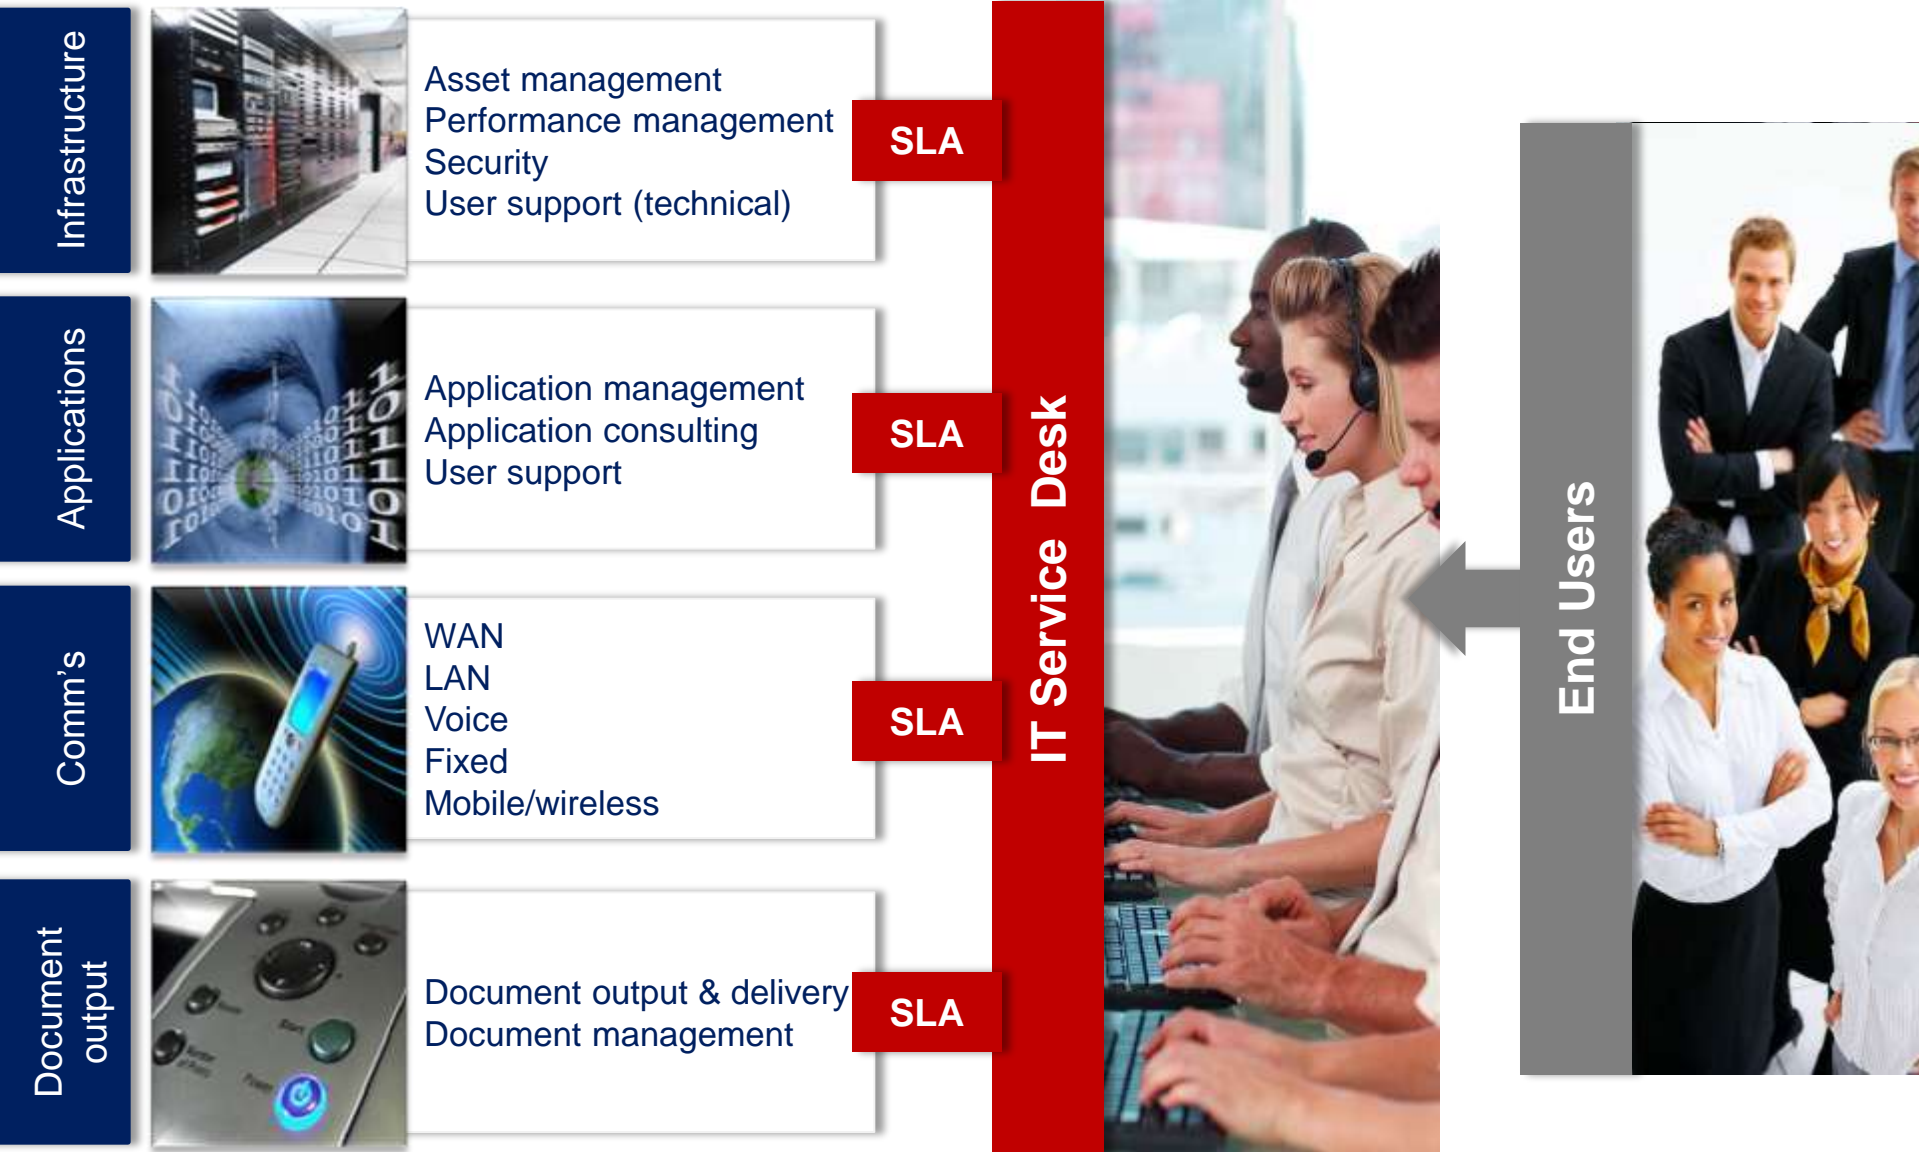 Infrastructure
Asset management
Performance management
Security
User support (technical)
SLA
Applications
Application management
Application consulting
User support
SLA
Comm's
WAN
LAN
Voice
Fixed
Mobile/wireless
SLA
Document
output
Document output & delivery
Document management
SLA
Start
Power
IT Service Desk
End Users